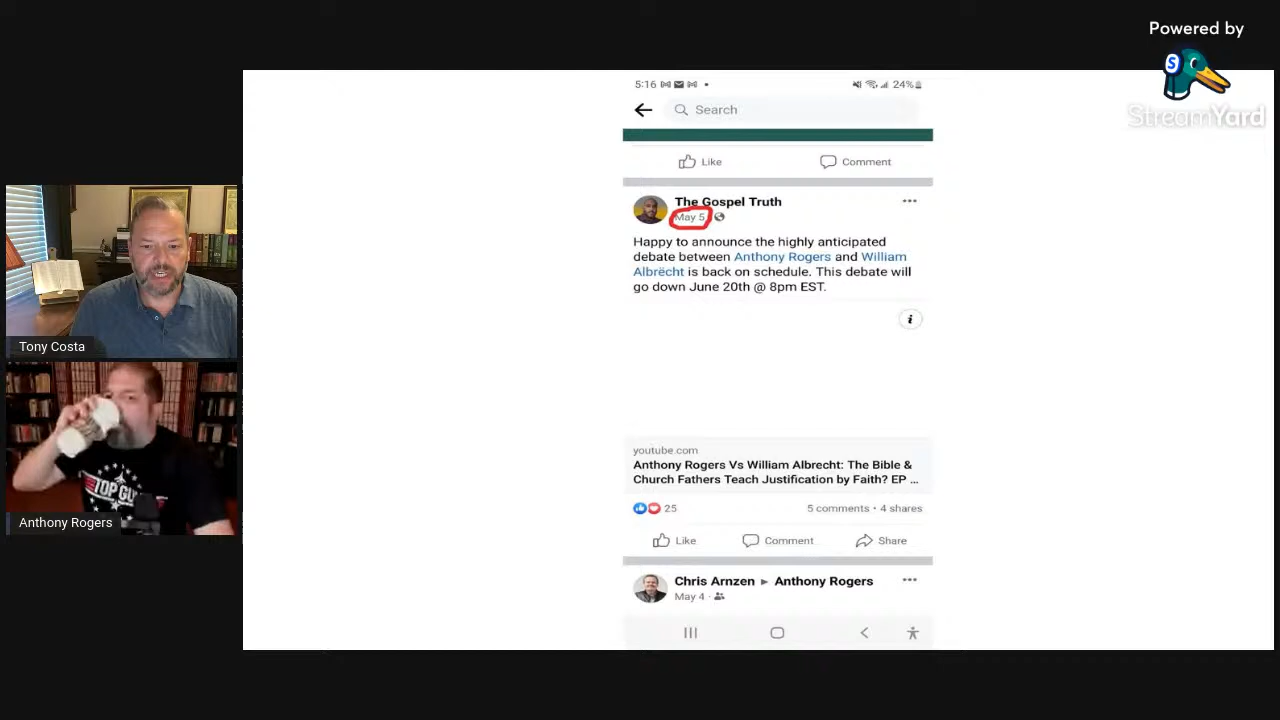 Powered by
StreamYard
5:16
24%
Search
Like
Comment
The Gospel Truth
May 5
Happy to announce the highly anticipated
debate between Anthony Rogers and William
Albrëcht is back on schedule. This debate will
go down June 20th @ 8pm EST.
youtube.com
Anthony Rogers Vs William Albrecht: The Bible &
Church Fathers Teach Justification by Faith? EP ...
25
5 comments • 4 shares
Like
Comment
Share
Chris Arnzen ▸ Anthony Rogers
May 4 ·
Tony Costa
TOP GU
Anthony Rogers